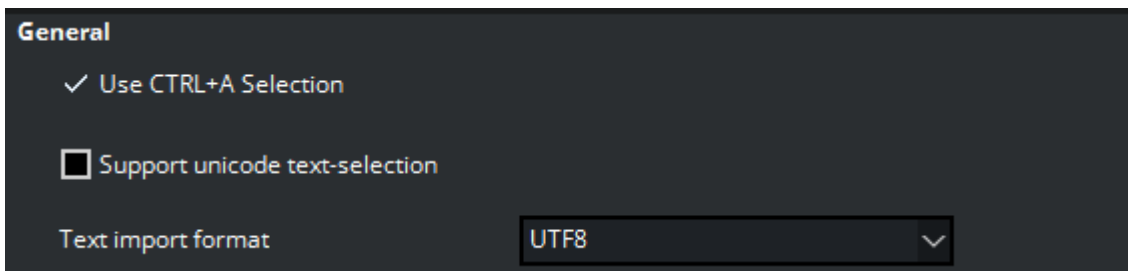 General
Use CTRL+A Selection
Support unicode text-selection
Text import format UTF8